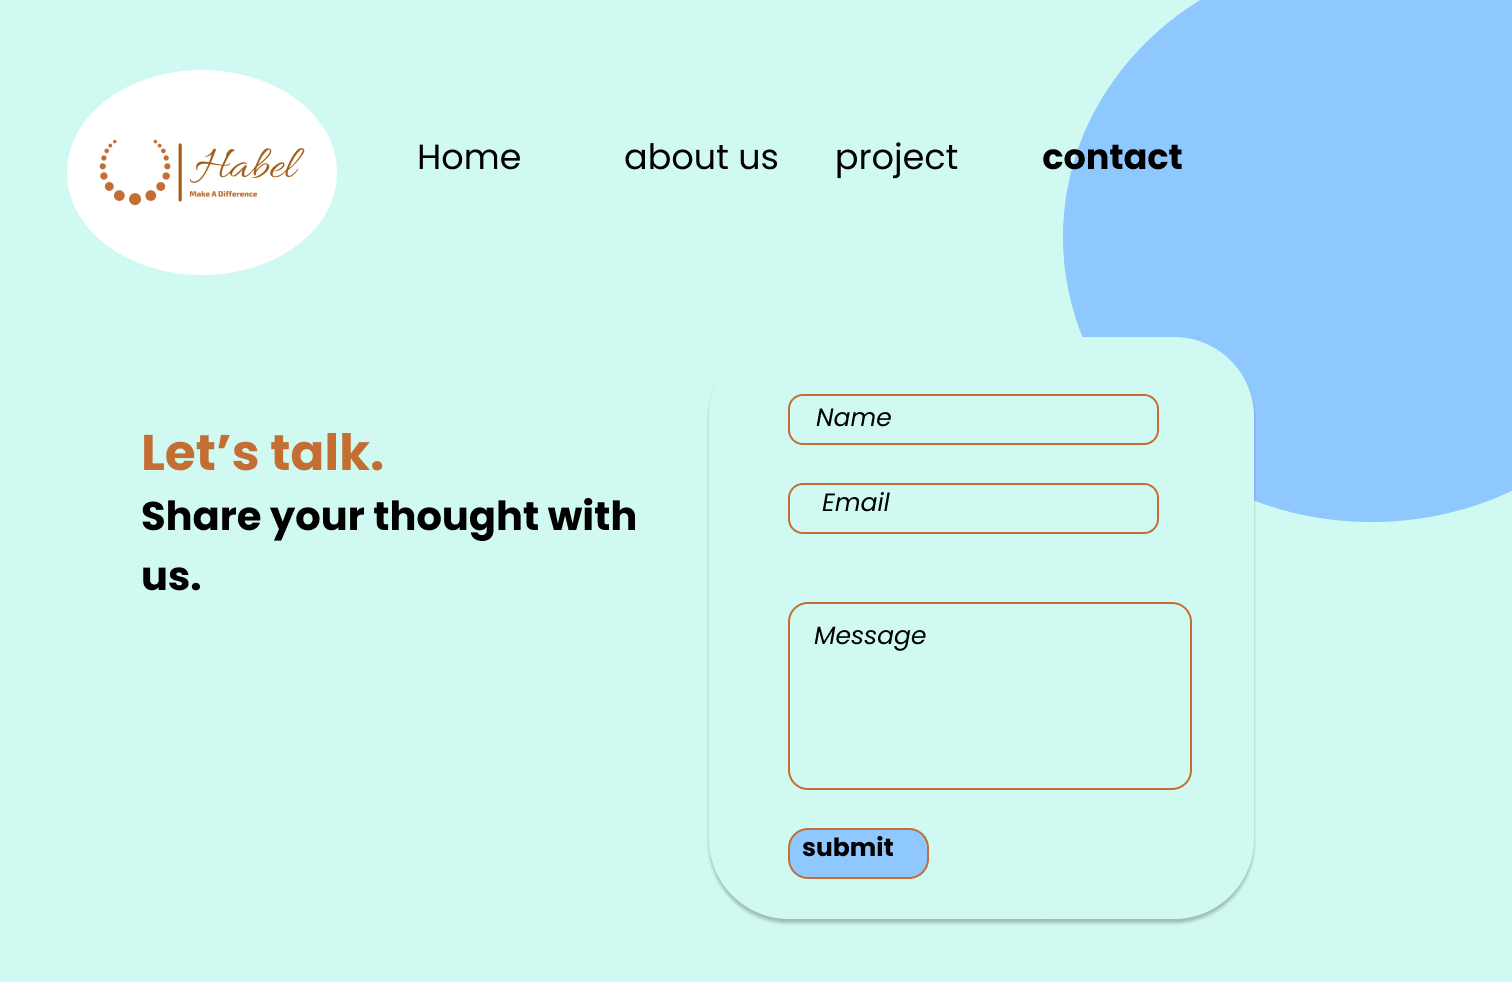 Habel
Make A Difference
Home about us project contact
Let’s talk.
Share your thought with
us.
Name
Email
Message
submit